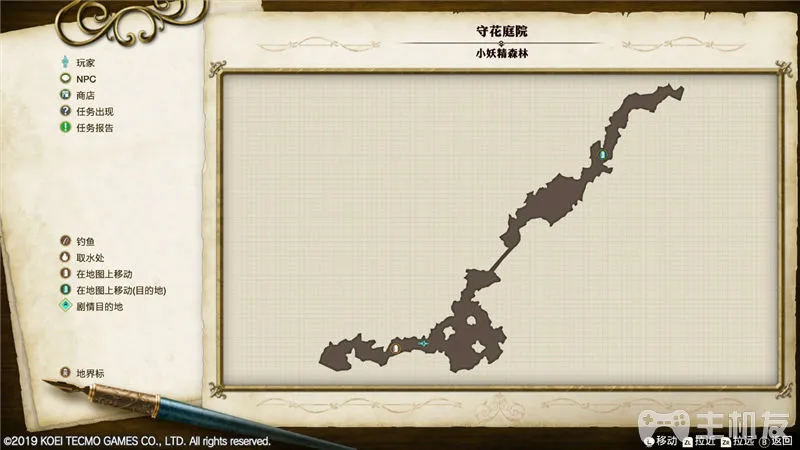 守花庭院
小妖精森林
玩家
NPC
商店
任务出现
任务报告
钓鱼
取水处
在地图上移动
在地图上移动(目的地)
剧情目的地
地界标
主机友
©2019 KOEI TECMO GAMES CO., LTD. All rights reserved.
L 移动 ZL 拉近 ZR 拉远 B 返回